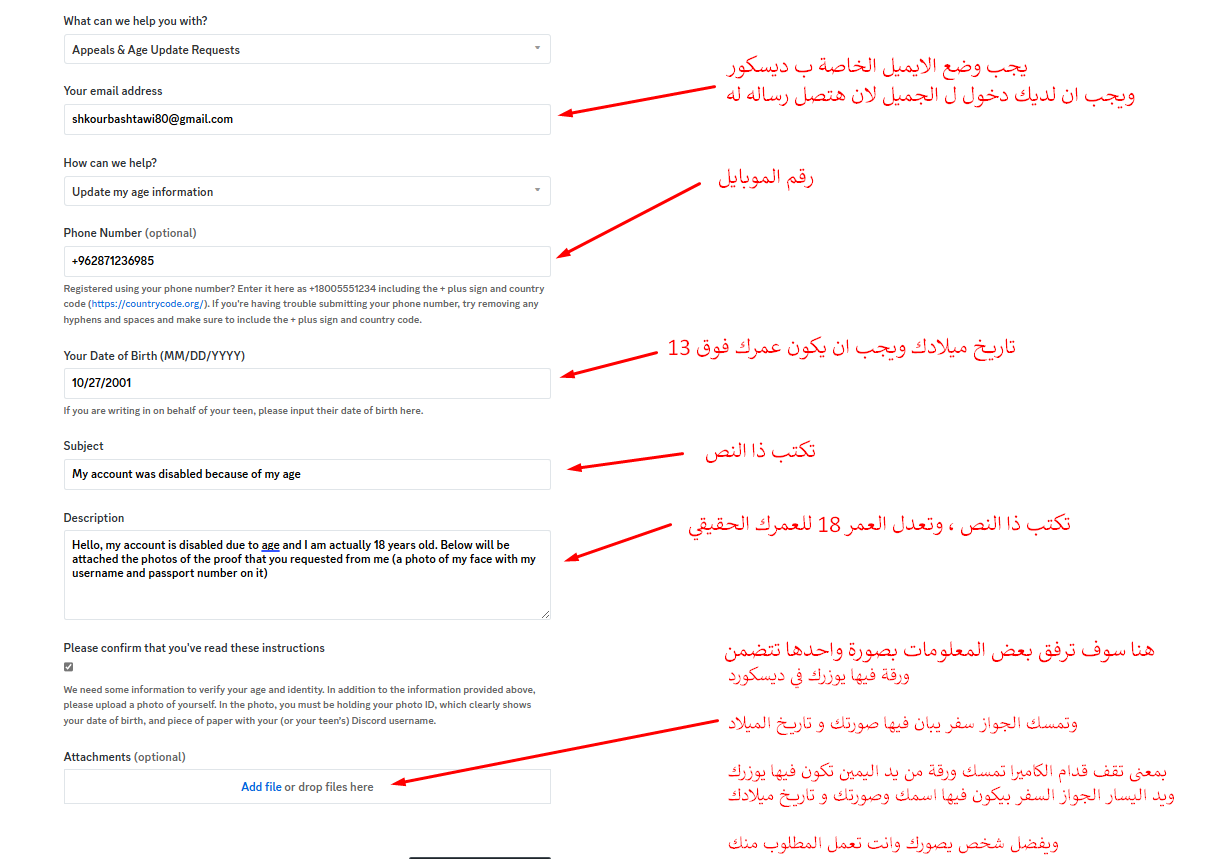 What can we help you with?
Appeals & Age Update Requests
يجب وضع الايميل الخاصة ب ديسكور
ويجب ان لديك دخول ل الجميل لان هتصل رساله له
Your email address
shkourbashtawi80@gmail.com
How can we help?
Update my age information
رقم الموبايل
Phone Number (optional)
+962871236985
Registered using your phone number? Enter it here as +18005551234 including the + plus sign and country
code (https://countrycode.org/). If you're having trouble submitting your phone number, try removing any
hyphens and spaces and make sure to include the + plus sign and country code.
Your Date of Birth (MM/DD/YYYY)
تاريخ ميلادك ويجب ان يكون عمرك فوق 13
10/27/2001
If you are writing in on behalf of your teen, please input their date of birth here.
Subject
تكتب ذا النص
My account was disabled because of my age
Description
تكتب ذا النص ، وتعدل العمر 18 للعمرك الحقيقي
Hello, my account is disabled due to age and I am actually 18 years old. Below will be
attached the photos of the proof that you requested from me (a photo of my face with my
username and passport number on it)
Please confirm that you've read these instructions
هنا سوف ترفق بعض المعلومات بصورة واحدها تتضمن
ورقة فيها يوزرك في ديسكورد
We need some information to verify your age and identity. In addition to the information provided above,
please upload a photo of yourself. In the photo, you must be holding your photo ID, which clearly shows
your date of birth, and piece of paper with your (or your teen's) Discord username.
وتمسك الجواز سفر يبان فيها صورتك و تاريخ الميلاد
Attachments (optional)
Add file or drop files here
بمعنى تقف قدام الكاميرا تمسك ورقة من يد اليمين تكون فيها يوزرك
ويد اليسار الجواز السفر بيكون فيها اسمك وصورتك و تاريخ ميلادك
ويفضل شخص يصورك وانت تعمل المطلوب منك